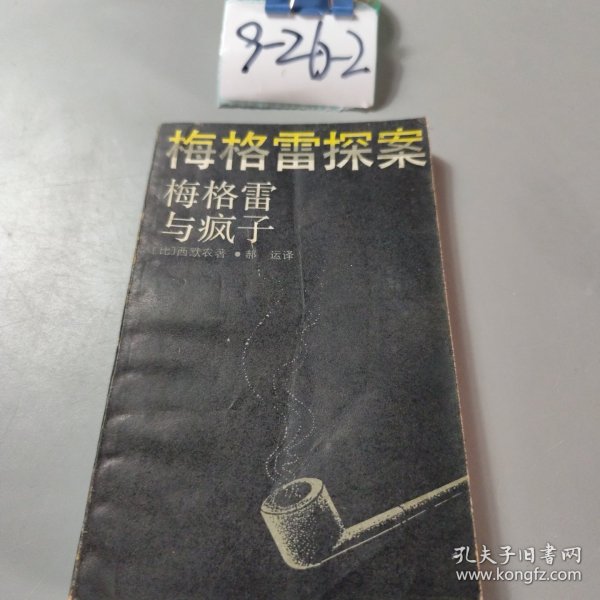 9-26-2
梅格雷探案
梅格雷
与疯子
[比]西默农著·郝 运译
孔夫子旧书网
www.kongfz.com